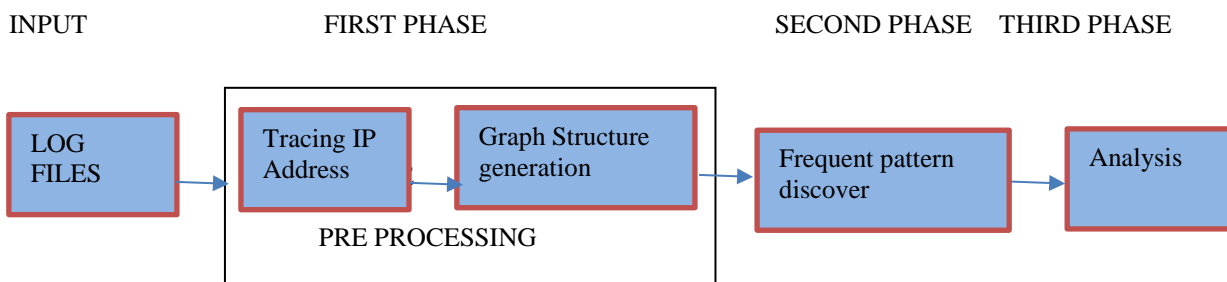 INPUT FIRST PHASE SECOND PHASE THIRD PHASE
LOG
FILES
Tracing IP
Address
Graph Structure
generation
PRE PROCESSING
Frequent pattern
discover
Analysis